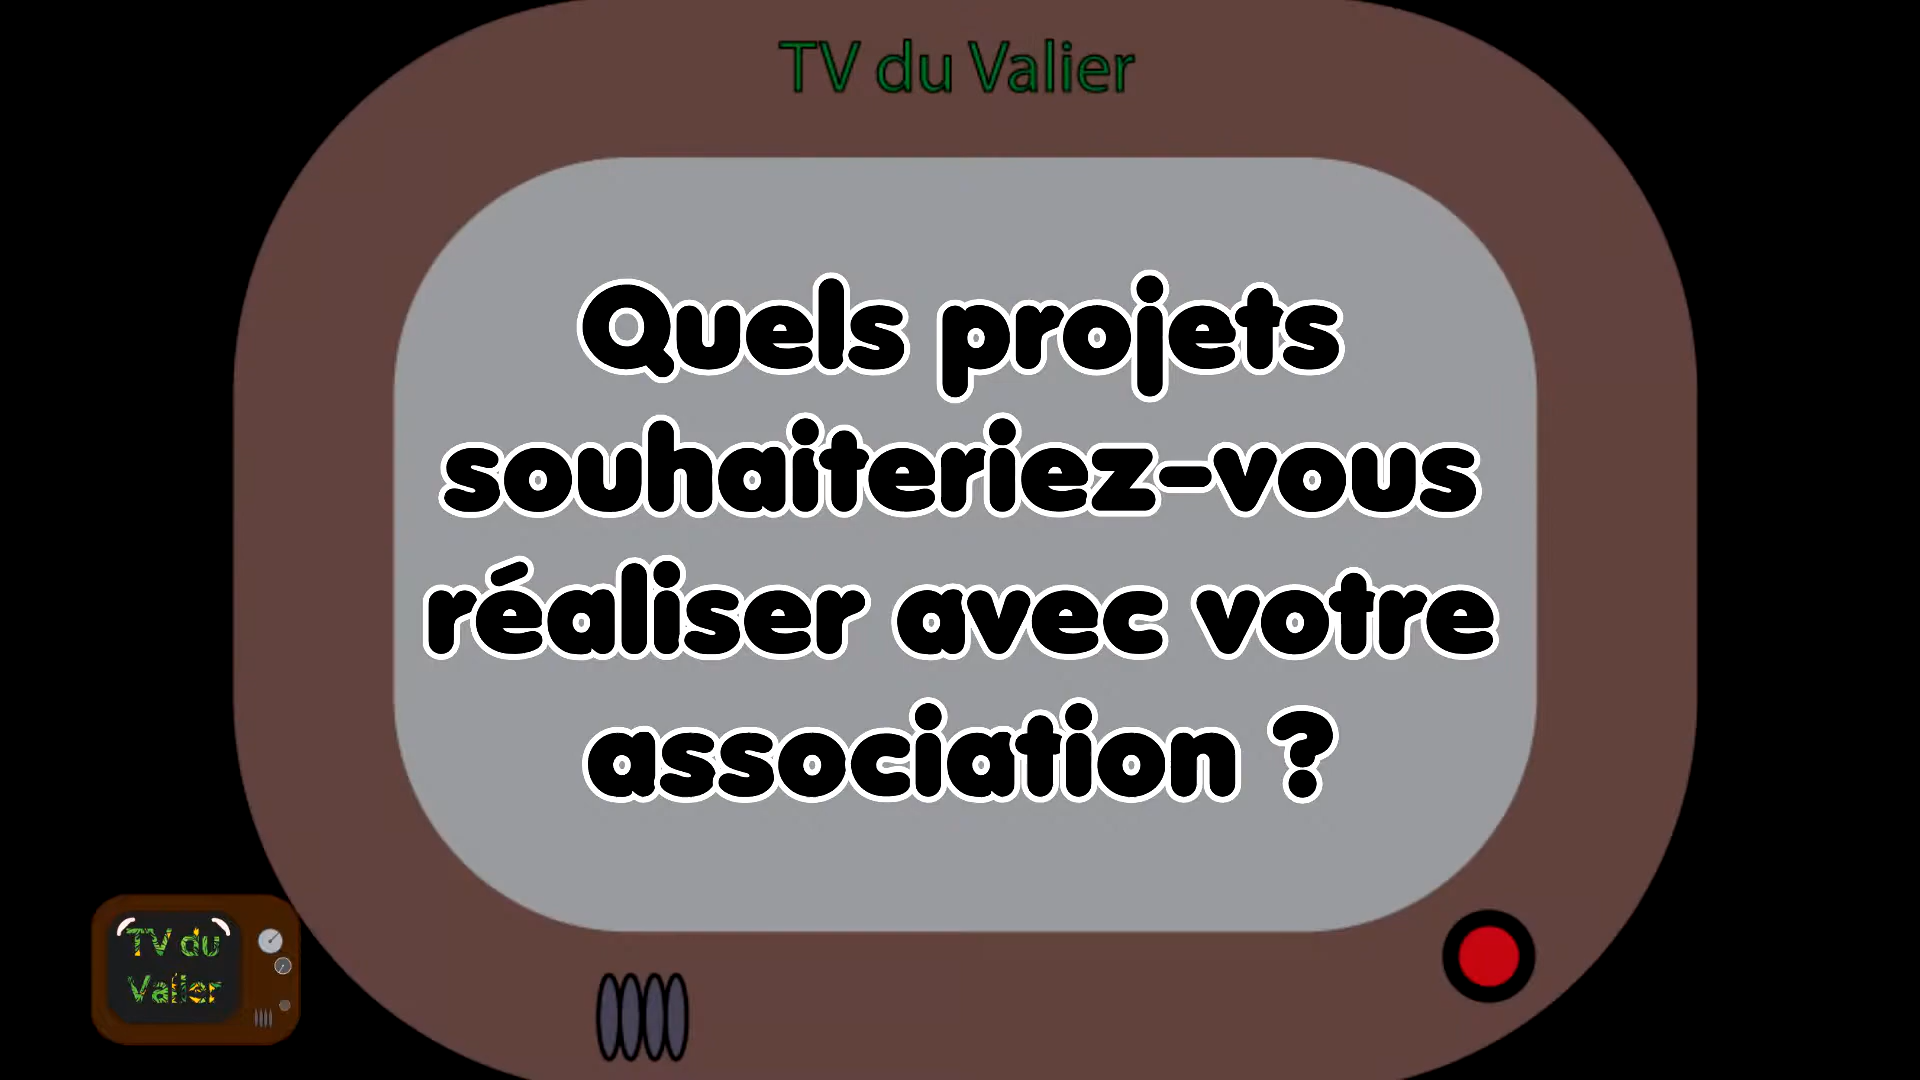 TV du Valier
Quels projets
souhaiteriez-vous
réaliser avec votre
association ?
TV du
Valier